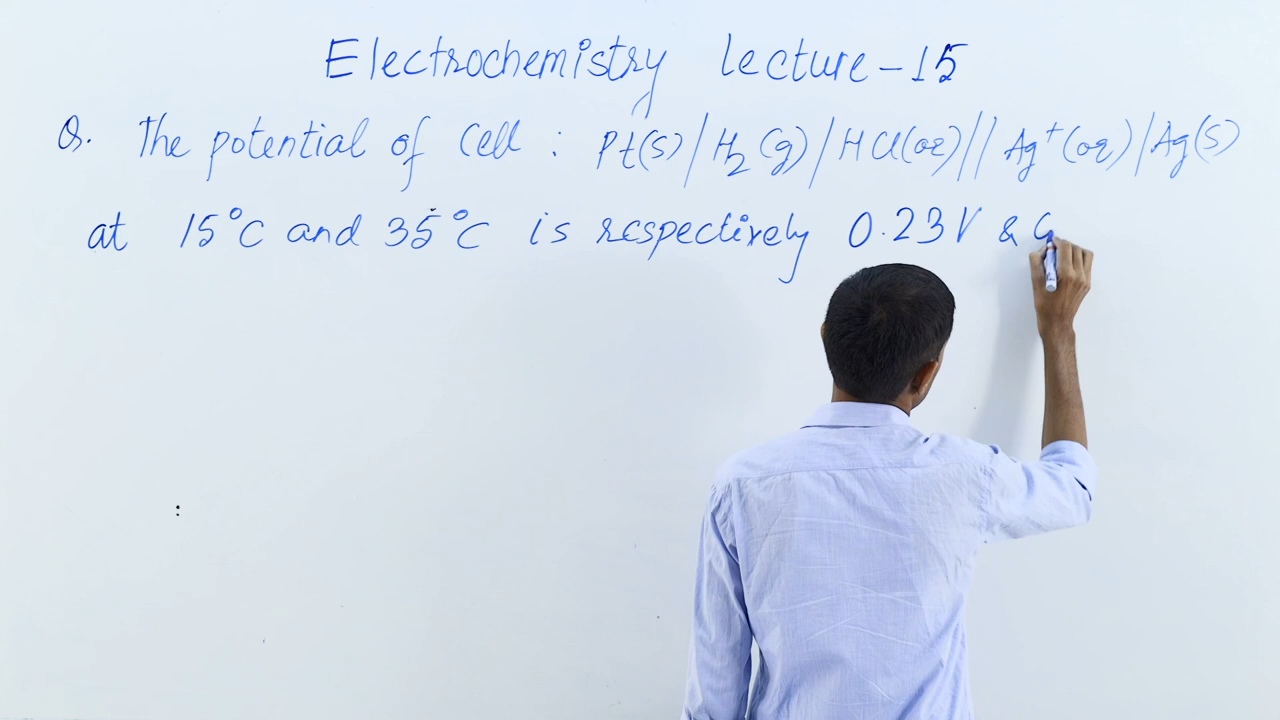 Electrochemistry lecture-15
Q. The potential of cell : Pt(s)/H₂(g)/HCl(aq)//Ag⁺(aq)/Ag(s)
at 15°C and 35°C is respectively 0.23V &